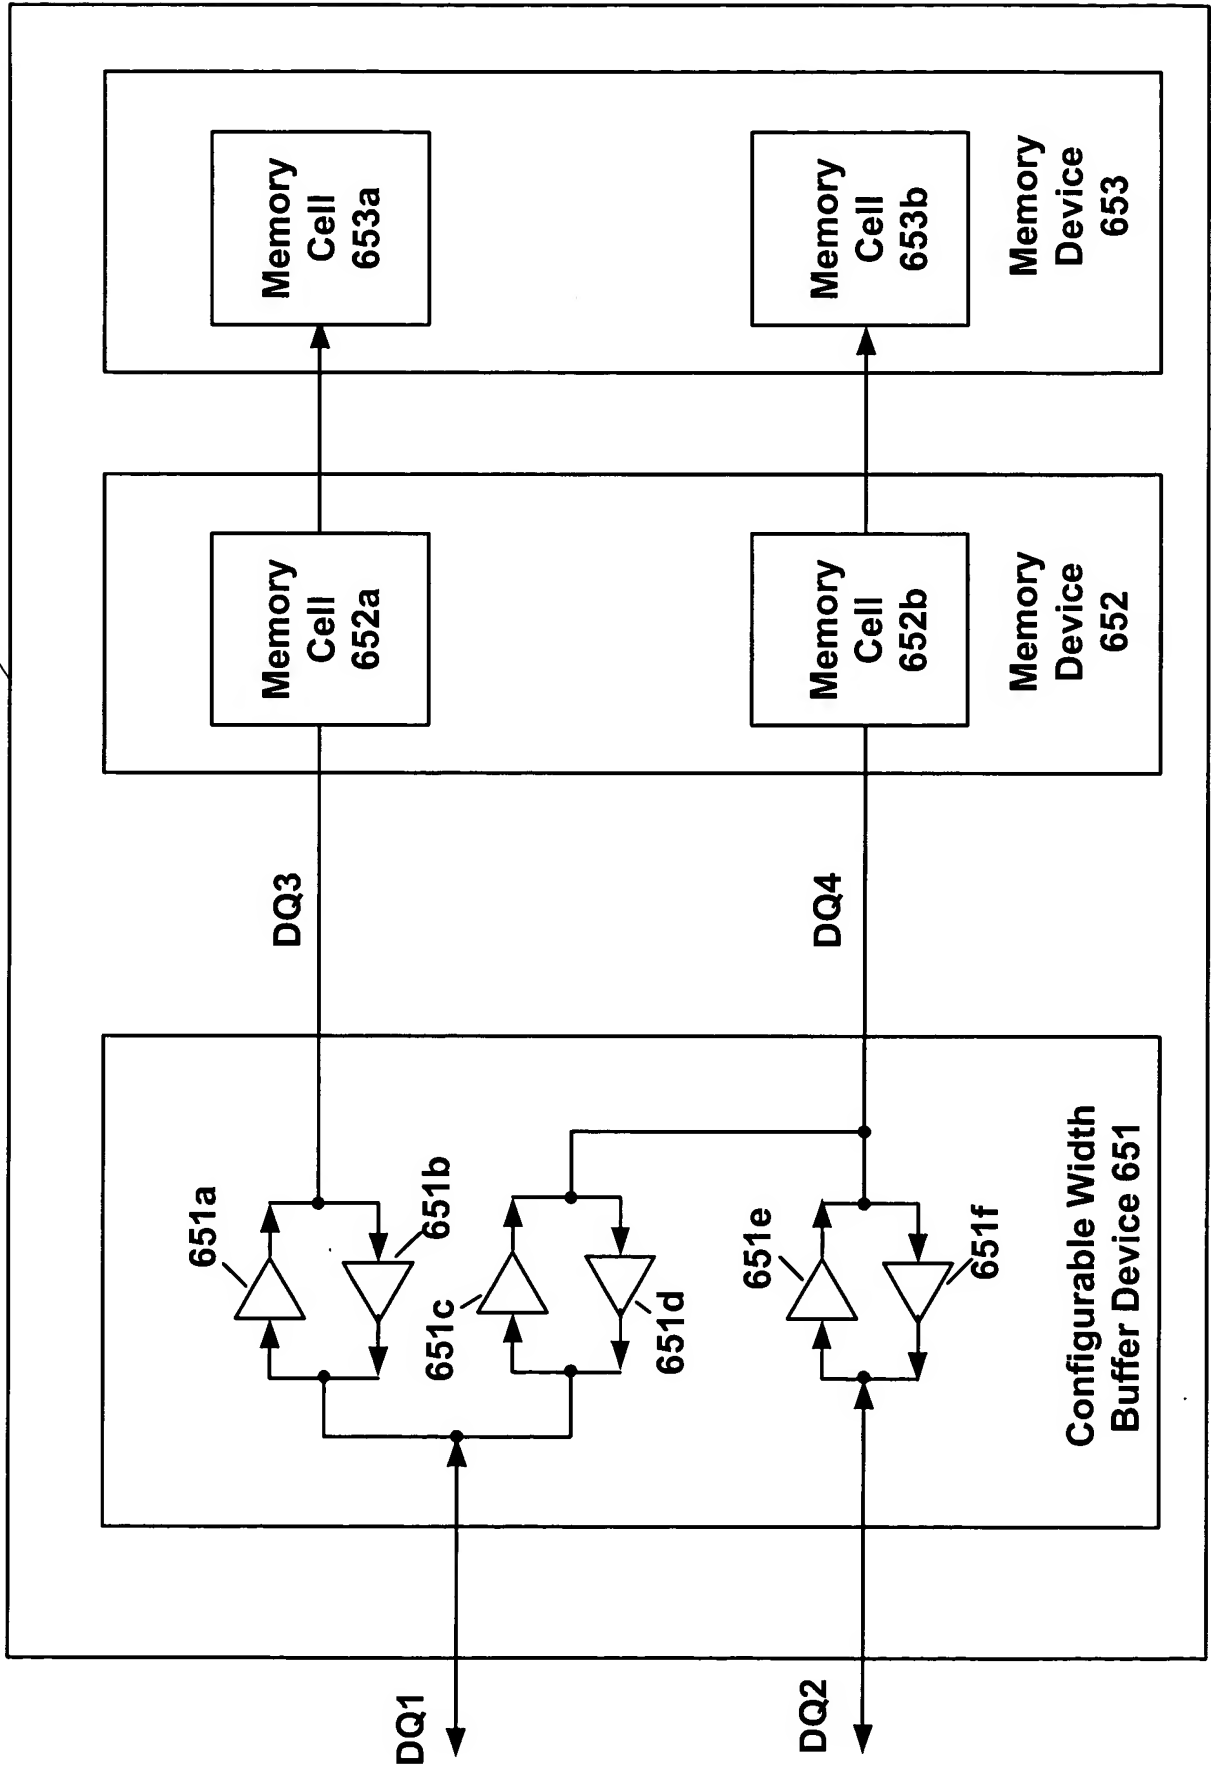 Memory
Cell
653a
Memory
Cell
653b
Memory
Device
653
Memory
Cell
652a
Memory
Cell
652b
Memory
Device
652
DQ3
DQ4
651a
651b
651c
651d
651e
651f
Configurable Width
Buffer Device 651
DQ1
DQ2